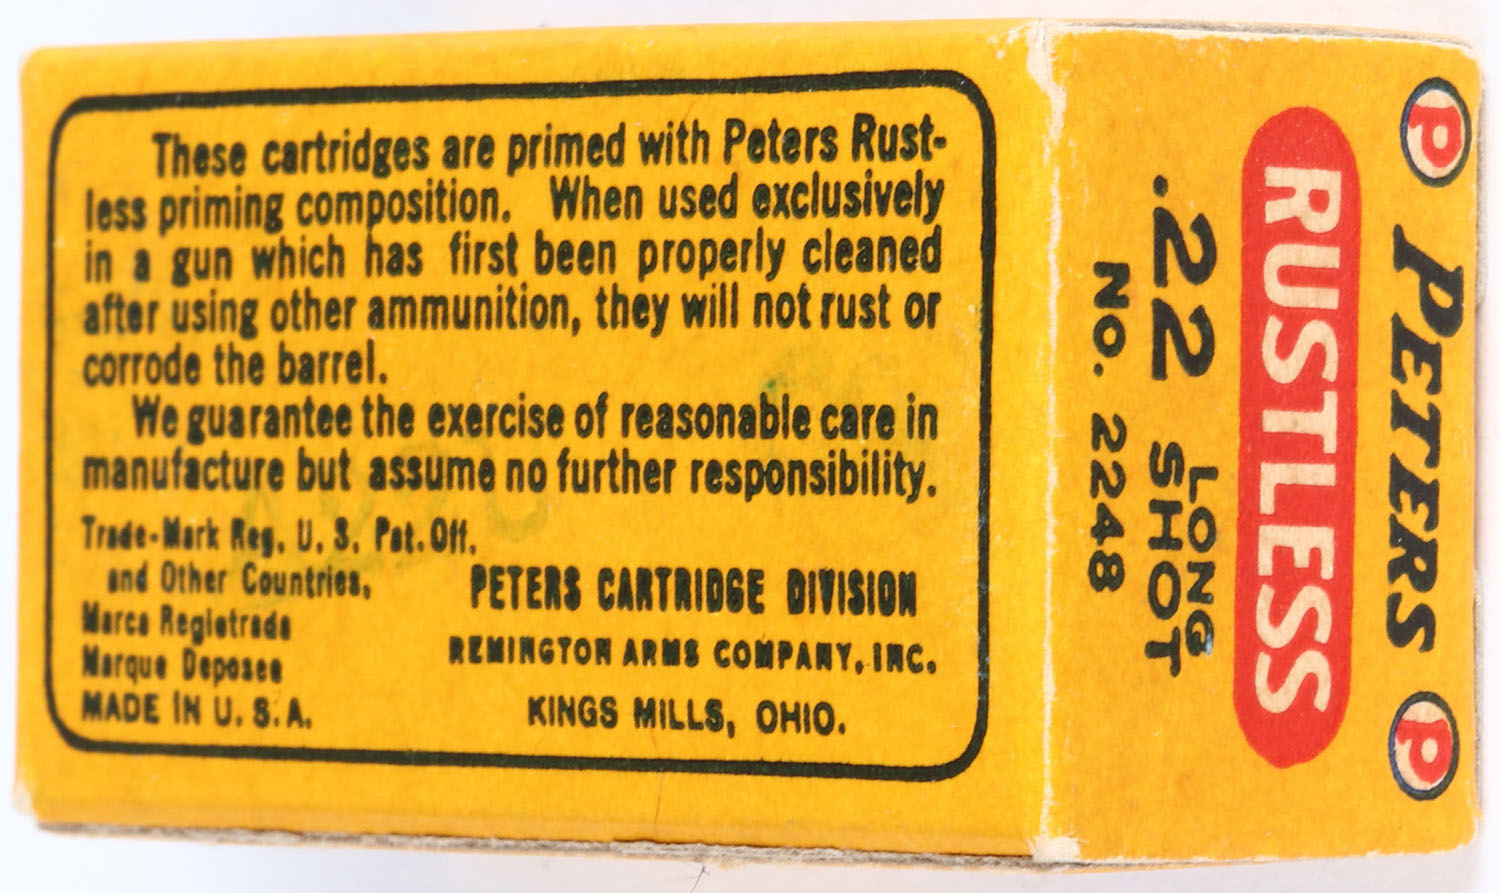 These cartridges are primed with Peters Rust-
less priming composition. When used exclusively
in a gun which has first been properly cleaned
after using other ammunition, they will not rust or
corrode the barrel.
We guarantee the exercise of reasonable care in
manufacture but assume no further responsibility.
Trade-Mark Reg. U. S. Pat. Off.
and Other Countries,
Marca Registrada
Marque Deposee
MADE IN U. S. A.
PETERS CARTRIDGE DIVISION
REMINGTON ARMS COMPANY, INC.
KINGS MILLS, OHIO.
P PETERS P
RUSTLESS
.22 LONG SHOT
No. 2248